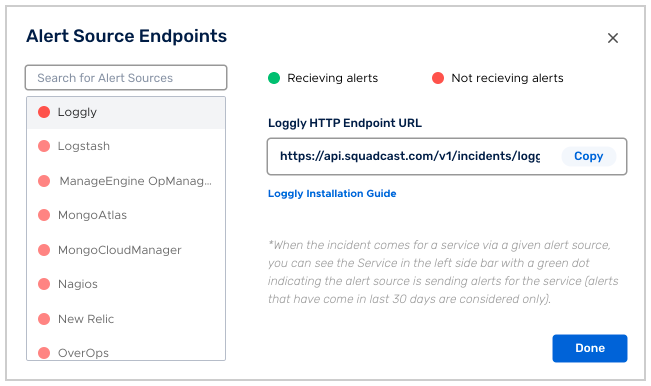 Alert Source Endpoints
Search for Alert Sources
Recieving alerts
Not recieving alerts
Loggly
Logstash
ManageEngine OpManag...
MongoAtlas
MongoCloudManager
Nagios
New Relic
OverOps
Loggly HTTP Endpoint URL
https://api.squadcast.com/v1/incidents/logg
Copy
Loggly Installation Guide
*When the incident comes for a service via a given alert source,
you can see the Service in the left side bar with a green dot
indicating the alert source is sending alerts for the service (alerts
that have come in last 30 days are considered only).
Done